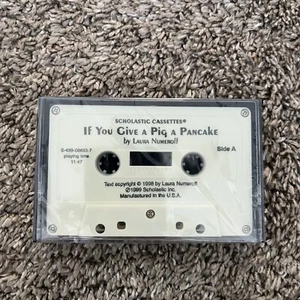 SCHOLASTIC CASSETTES®
IF YOU GIVE A PIG A PANCAKE
BY LAURA NUMEROFF
playing time
11:47
Side A
Text copyright © 1998 by Laura Numeroff
℗1999 Scholastic Inc.
Manufactured in the U.S.A.